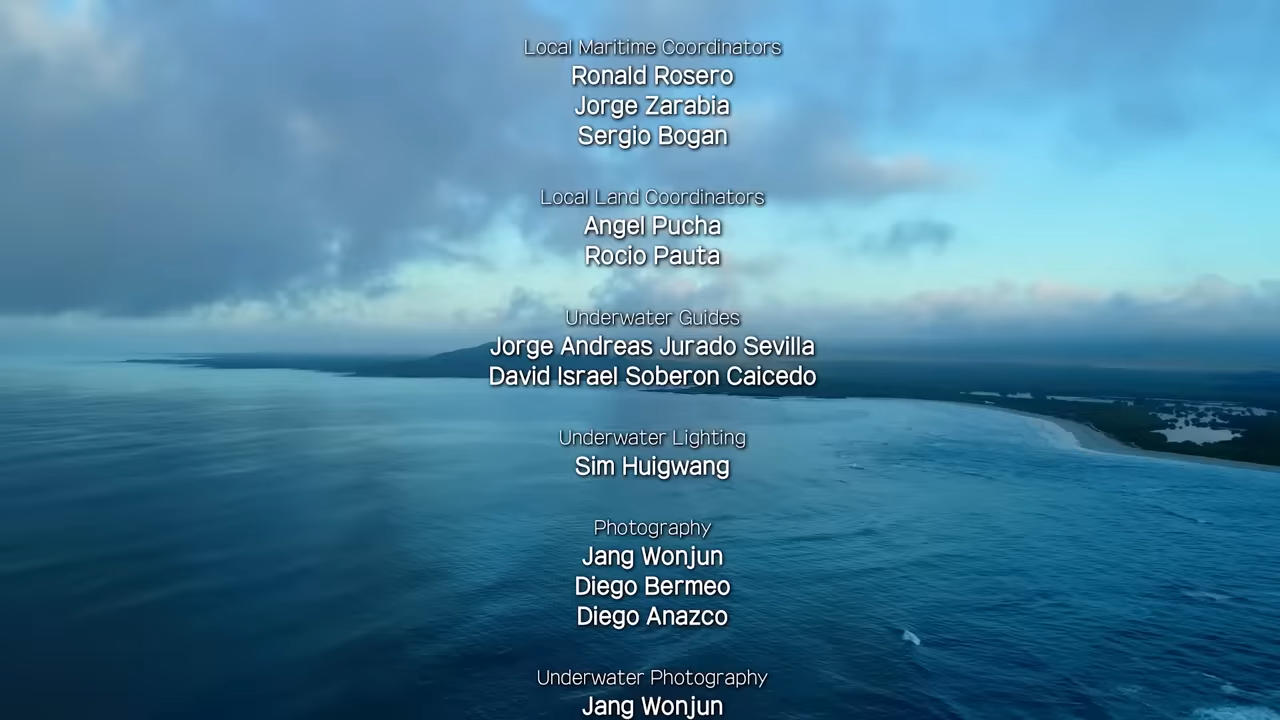 Local Maritime Coordinators
Ronald Rosero
Jorge Zarabia
Sergio Bogan
Local Land Coordinators
Angel Pucha
Rocio Pauta
Underwater Guides
Jorge Andreas Jurado Sevilla
David Israel Soberon Caicedo
Underwater Lighting
Sim Huigwang
Photography
Jang Wonjun
Diego Bermeo
Diego Anazco
Underwater Photography
Jang Wonjun